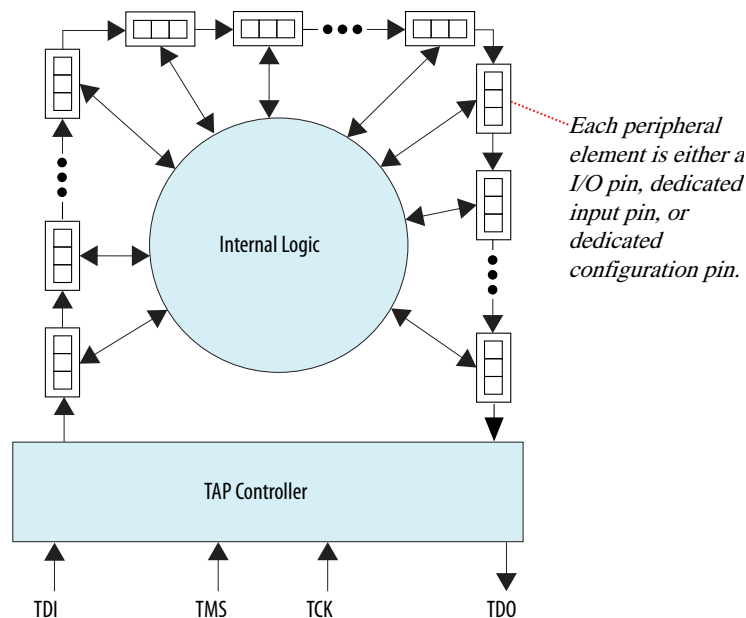 Each peripheral
element is either a
I/O pin, dedicated
input pin, or
dedicated
configuration pin.
Internal Logic
TAP Controller
TDI
TMS
TCK
TDO